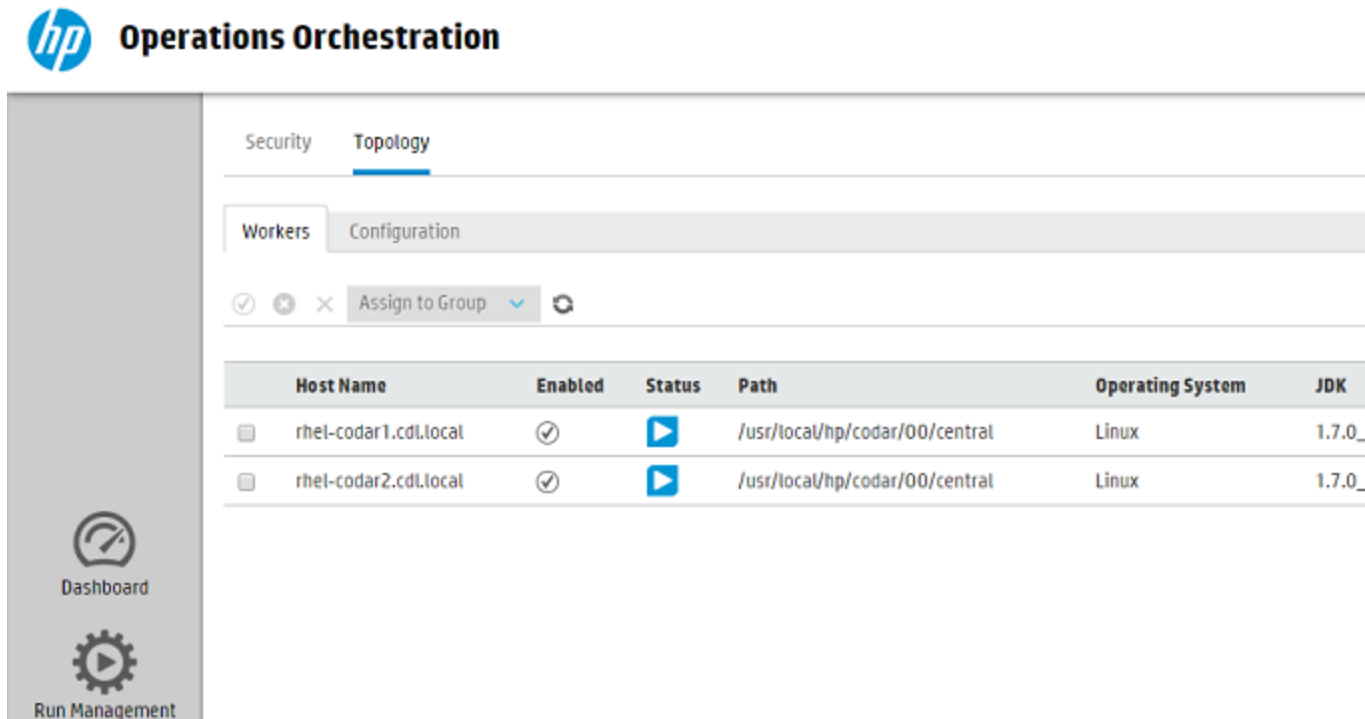 hp Operations Orchestration
Security Topology
Workers Configuration
Assign to Group
Host Name Enabled Status Path Operating System JDK
rhel-codar1.cdl.local /usr/local/hp/codar/OO/central Linux 1.7.0_
rhel-codar2.cdl.local /usr/local/hp/codar/OO/central Linux 1.7.0_
Dashboard
Run Management